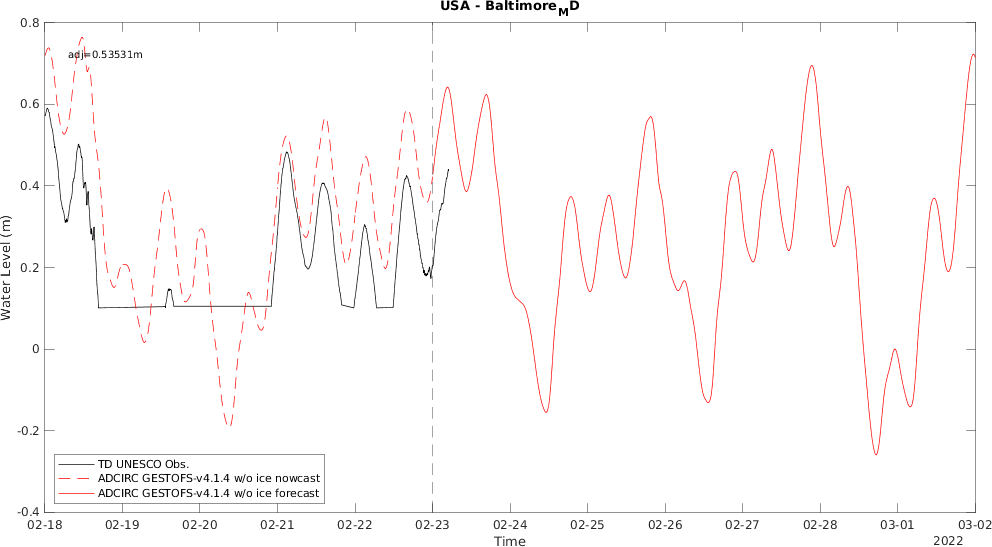 USA - Baltimore_MD
adj=0.53531m
0.8
0.6
0.4
0.2
0
-0.2
-0.4
Water Level (m)
TD UNESCO Obs.
ADCIRC GESTOFS-v4.1.4 w/o ice nowcast
ADCIRC GESTOFS-v4.1.4 w/o ice forecast
02-18 02-19 02-20 02-21 02-22 02-23 02-24 02-25 02-26 02-27 02-28 03-01 03-02
Time
2022